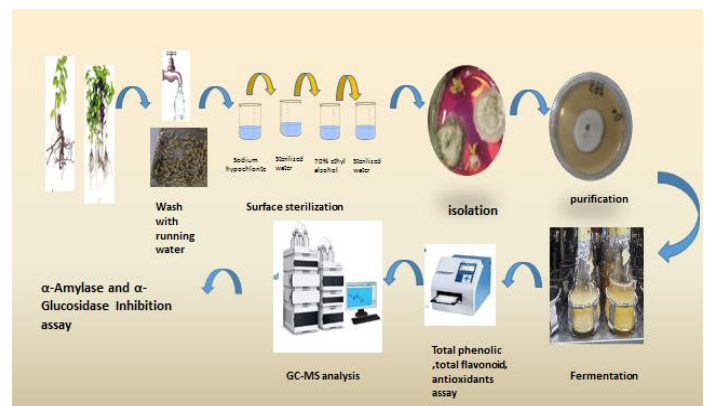 Sodium
hypochlorite
Sterilized
water
70% ethyl
alcohol
Sterilized
water
Wash
with
running
water
Surface sterilization
isolation
purification
α-Amylase and α-
Glucosidase Inhibition
assay
GC-MS analysis
Total phenolic
,total flavonoid,
antioxidants
assay
Fermentation